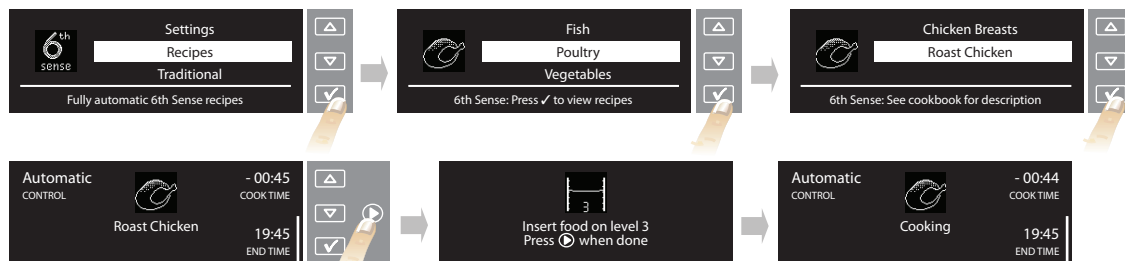 6th
sense
Settings
Recipes
Traditional
Fully automatic 6th Sense recipes
Fish
Poultry
Vegetables
6th Sense: Press ✓ to view recipes
Chicken Breasts
Roast Chicken
6th Sense: See cookbook for description
Automatic
CONTROL
- 00:45
COOK TIME
Roast Chicken
19:45
END TIME
3
Insert food on level 3
Press ▶ when done
Automatic
CONTROL
- 00:44
COOK TIME
Cooking
19:45
END TIME